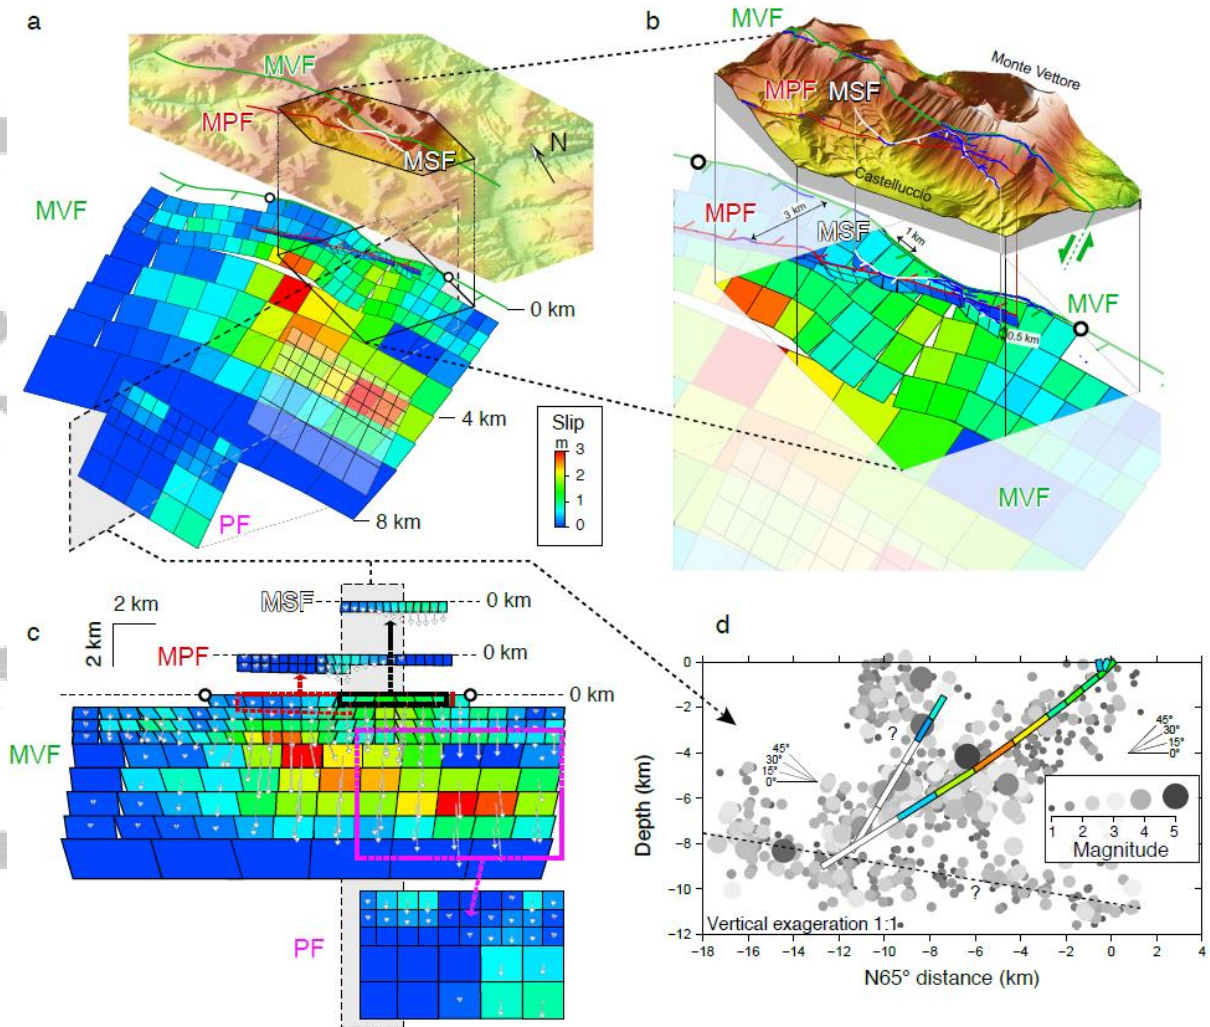 a
MVF
MPF
MSF
N
MVF
0 km
4 km
8 km
PF
Slip
m
3
2
1
0
b
MVF
Monte Vettore
MPF
MSF
Castelluccio
3 km
MPF
MSF
1 km
MVF
0.5 km
MVF
c
2 km
2 km
MSF
0 km
MPF
0 km
0 km
MVF
PF
d
0
−2
−4
−6
−8
−10
−12
Depth (km)
?
45°
30°
15°
0°
45°
30°
15°
0°
1 2 3 4 5
Magnitude
?
Vertical exageration 1:1
−18 −16 −14 −12 −10 −8 −6 −4 −2 0 2 4
N65° distance (km)